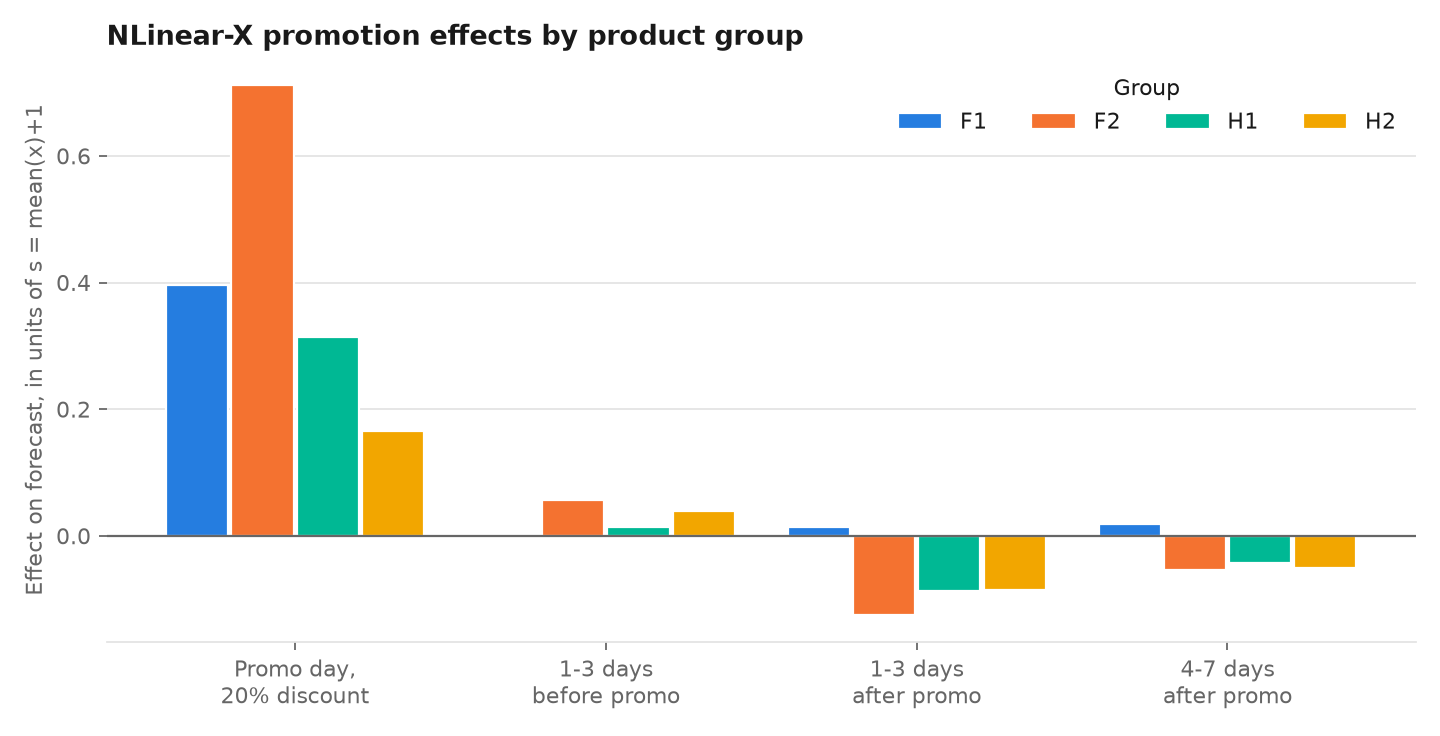 NLinear-X promotion effects by product group
Effect on forecast, in units of s = mean(x)+1
Group
F1 F2 H1 H2
0.6
0.4
0.2
0.0
Promo day,
20% discount
1-3 days
before promo
1-3 days
after promo
4-7 days
after promo